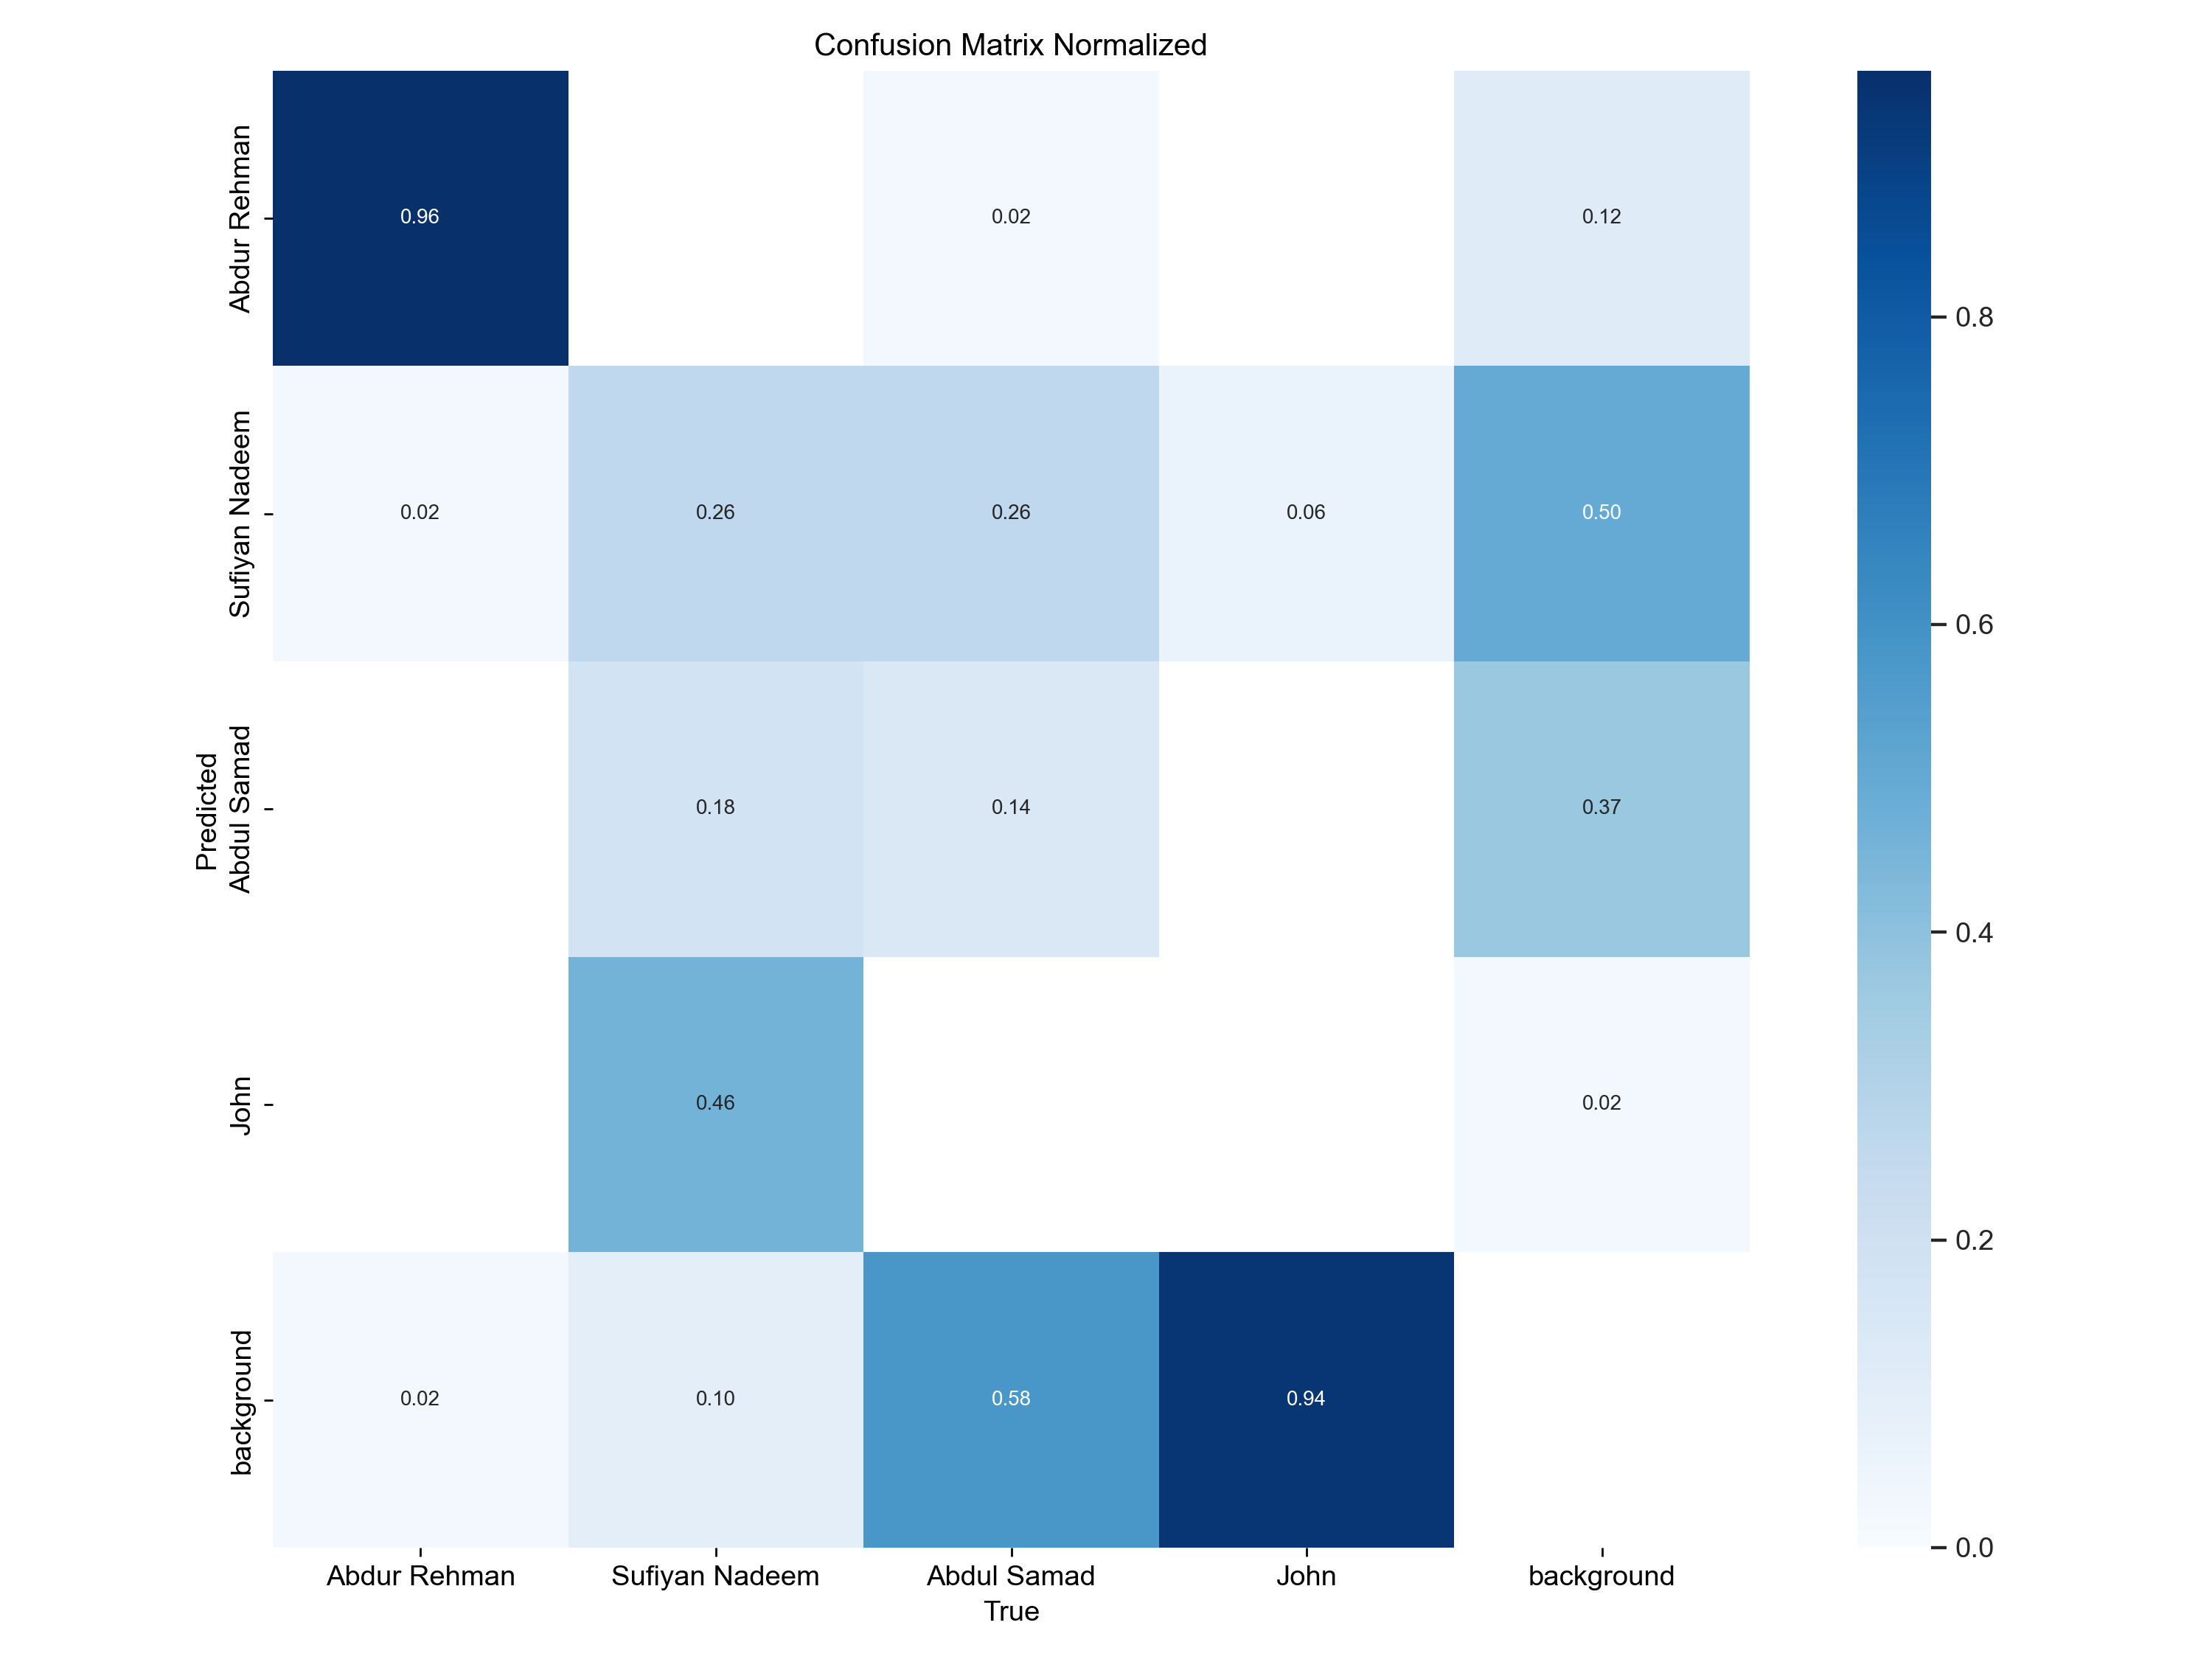 Confusion Matrix Normalized
Predicted
Abdur Rehman
0.96
0.02
0.12
Sufiyan Nadeem
0.02
0.26
0.26
0.06
0.50
Abdul Samad
0.18
0.14
0.37
John
0.46
0.02
background
0.02
0.10
0.58
0.94
Abdur Rehman
Sufiyan Nadeem
Abdul Samad
John
background
True
0.8
0.6
0.4
0.2
0.0